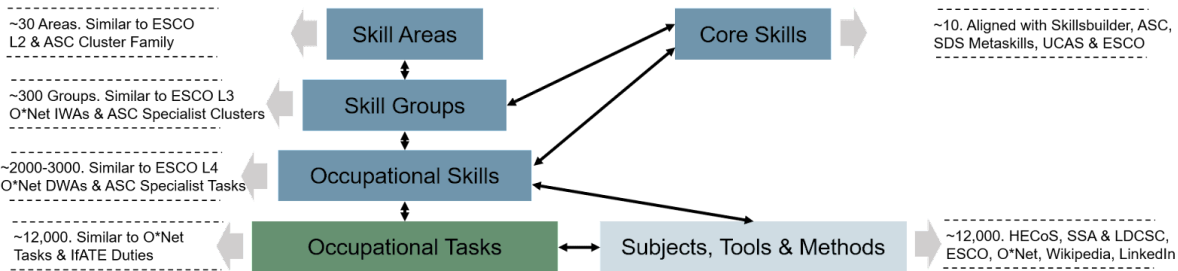 ~30 Areas. Similar to ESCO
L2 & ASC Cluster Family
Skill Areas
Core Skills
~10. Aligned with Skillsbuilder, ASC,
SDS Metaskills, UCAS & ESCO
~300 Groups. Similar to ESCO L3
O*Net IWAs & ASC Specialist Clusters
Skill Groups
~2000-3000. Similar to ESCO L4
O*Net DWAs & ASC Specialist Tasks
Occupational Skills
~12,000. Similar to O*Net
Tasks & IfATE Duties
Occupational Tasks
Subjects, Tools & Methods
~12,000. HECoS, SSA & LDCSC,
ESCO, O*Net, Wikipedia, LinkedIn